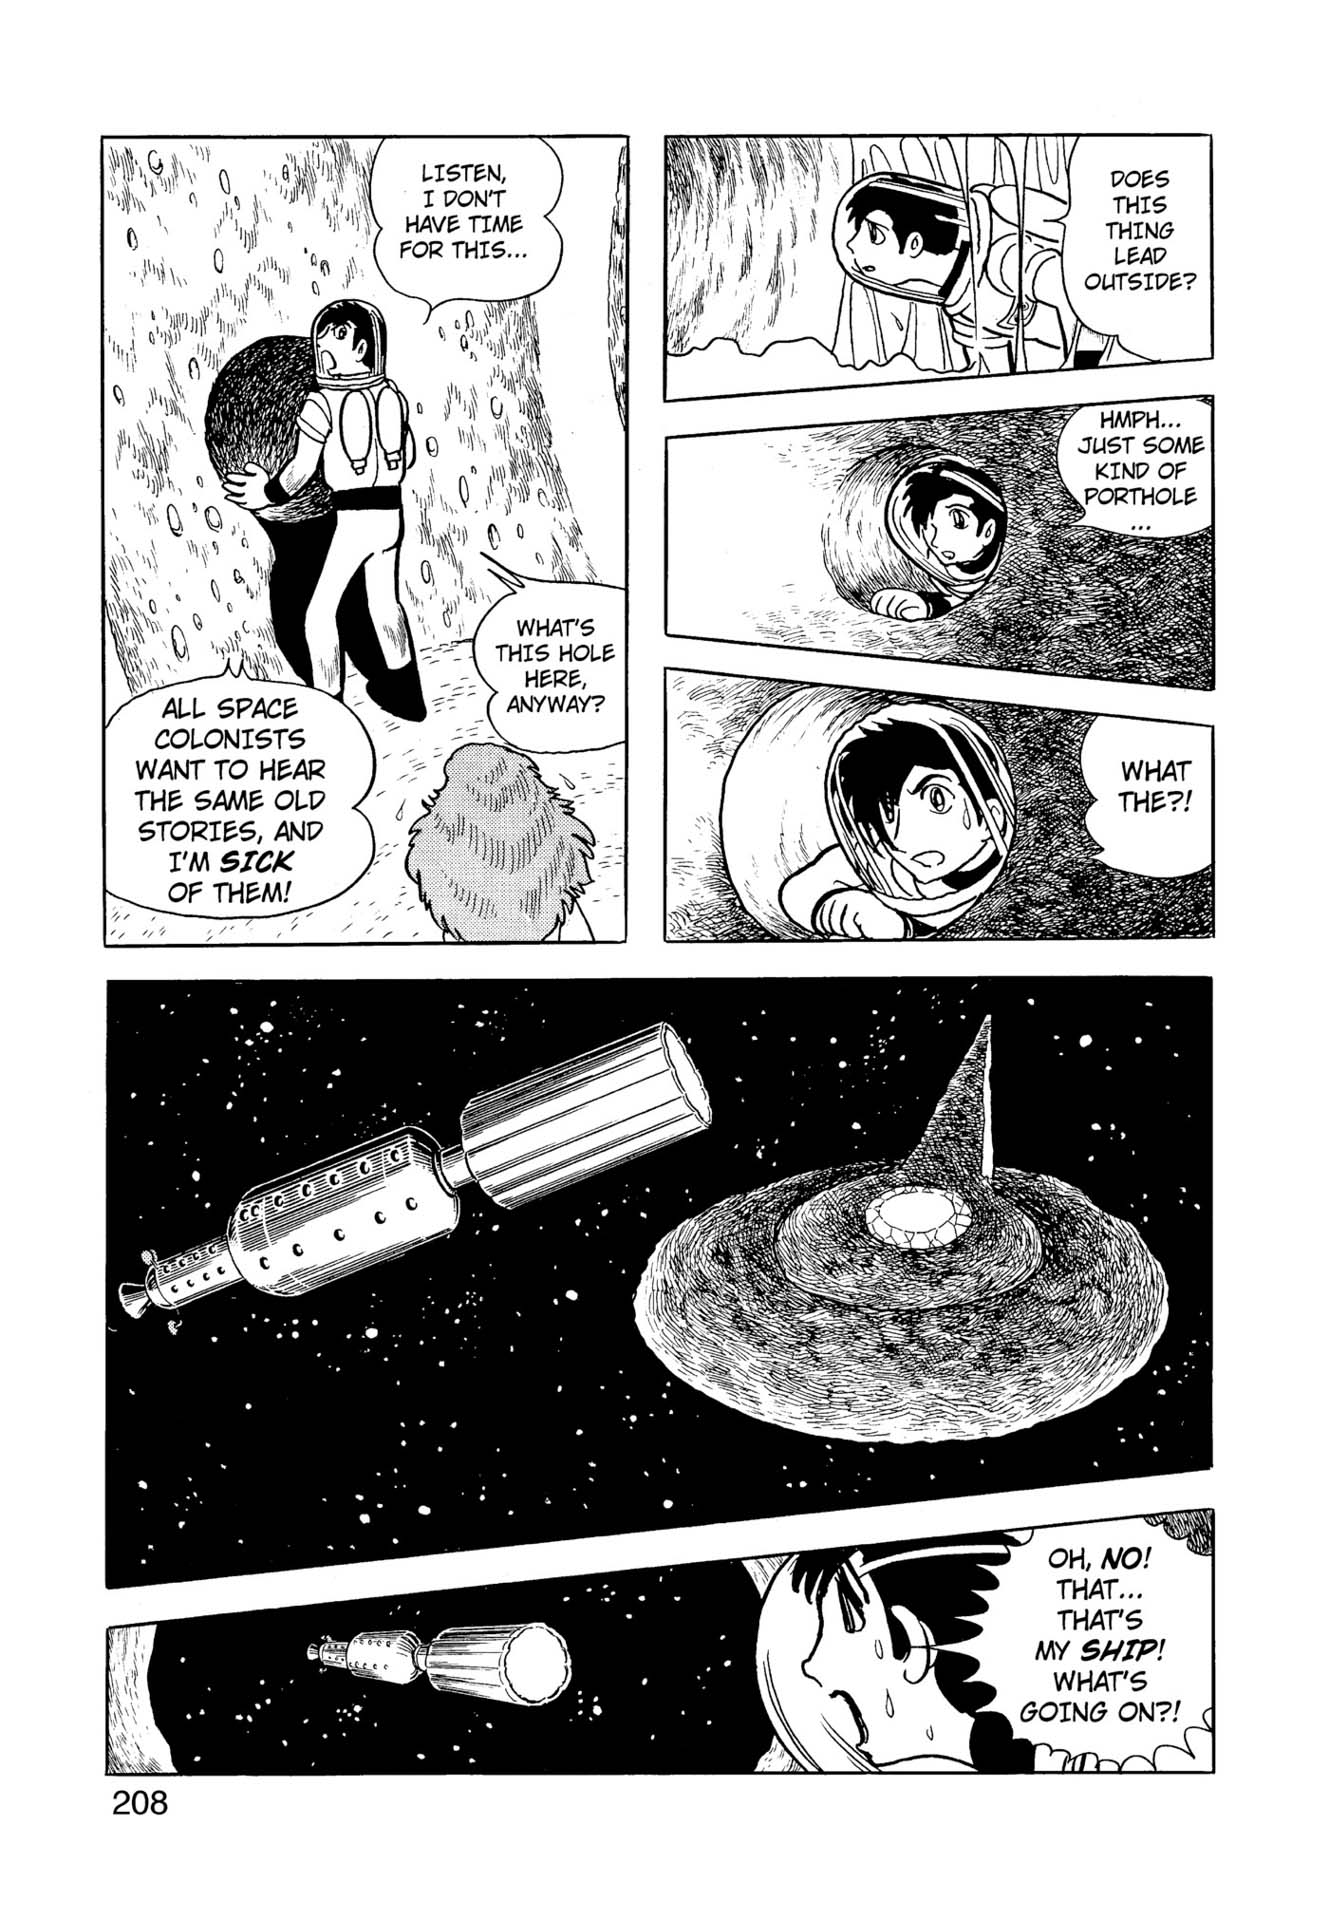 LISTEN,
I DON'T
HAVE TIME
FOR THIS...
ALL SPACE
COLONISTS
WANT TO HEAR
THE SAME OLD
STORIES, AND
I'M SICK
OF THEM!
WHAT'S
THIS HOLE
HERE,
ANYWAY?
DOES
THIS
THING
LEAD
OUTSIDE?
HMPH...
JUST SOME
KIND OF
PORTHOLE
...
WHAT
THE?!
OH, NO!
THAT...
THAT'S
MY SHIP!
WHAT'S
GOING ON?!
208